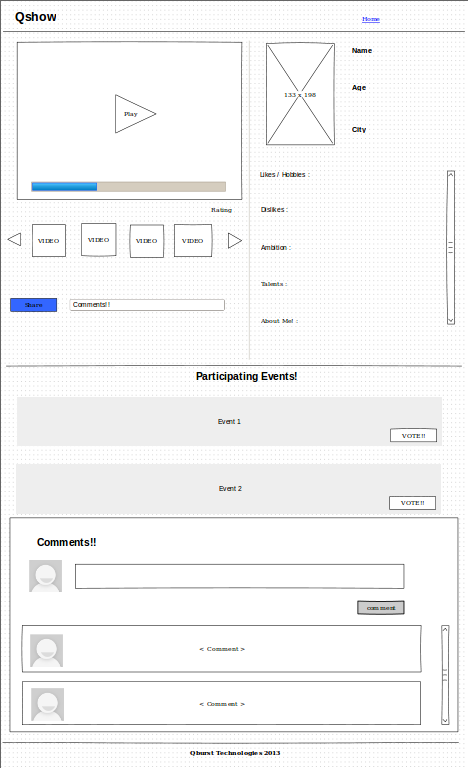 Qshow
Home
Play
Rating
VIDEO
VIDEO
VIDEO
VIDEO
Share
Comments!!
133 x 198
Name
Age
City
Likes / Hobbies :
Dislikes :
Ambition :
Talents :
About Me! :
Participating Events!
Event 1
VOTE!!
Event 2
VOTE!!
Comments!!
comment
< Comment >
< Comment >
Qburst Technologies 2013